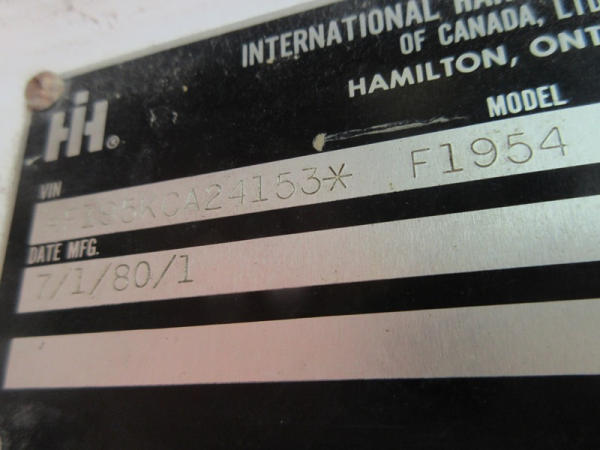 INTERNATIONAL
OF CANADA, LTD
HAMILTON, ONT
IH®
MODEL
VIN
F1954
DATE MFG.
7/1/80/1